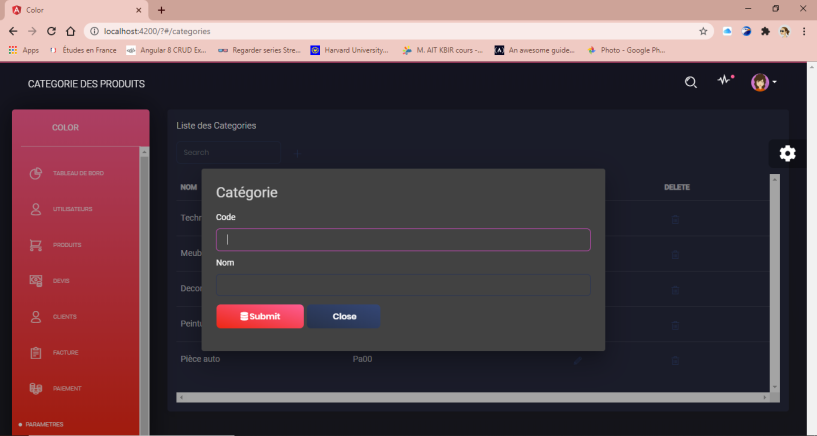 Color
localhost:4200/?#/categories
Apps
Études en France
Angular 8 CRUD Ex...
Regarder series Stre...
Harvard University...
M. AIT KBIR cours -...
An awesome guide...
Photo - Google Ph...
CATEGORIE DES PRODUITS
COLOR
TABLEAU DE BORD
UTILISATEURS
PRODUITS
DEVIS
CLIENTS
FACTURE
PAIEMENT
PARAMETRES
Liste des Categories
Search
NOM
DELETE
Techn
Meub
Decor
Peintu
Pièce auto
Pa00
Catégorie
Code
Nom
Submit
Close